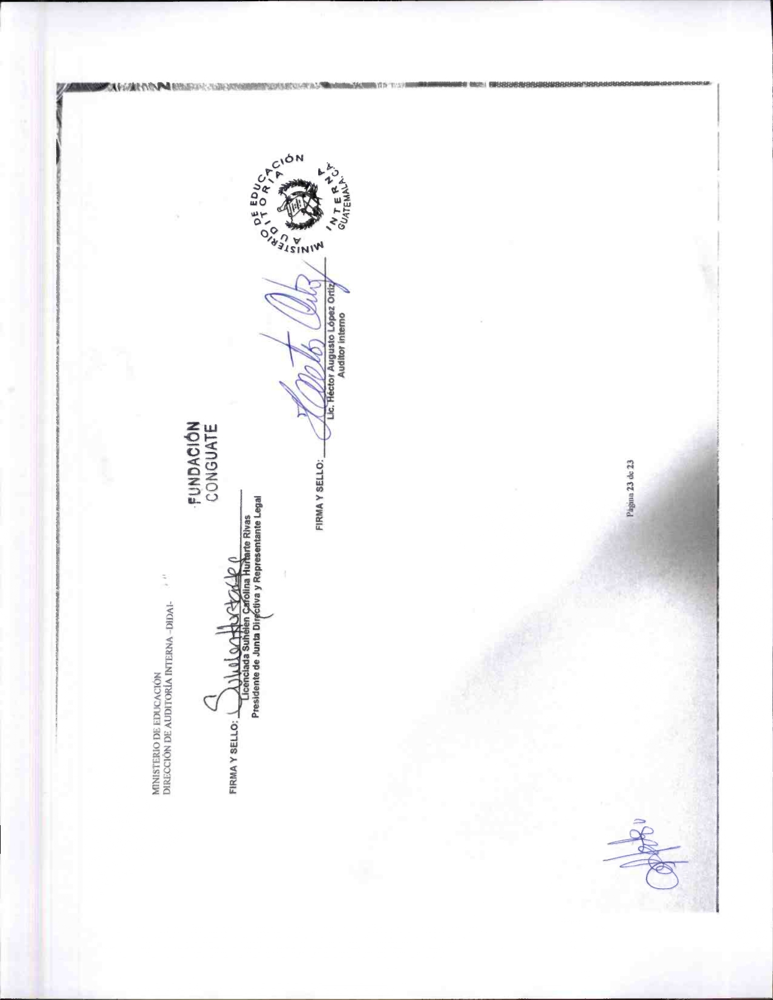 MINISTERIO DE EDUCACIÓN
DIRECCIÓN DE AUDITORÍA INTERNA –DIDAI-
FUNDACIÓN
CONGUATE
FIRMA Y SELLO: Suhelen Hurtarte
Licenciada Suhelen Carolina Hurtarte Rivas
Presidente de Junta Directiva y Representante Legal
MINISTERIO DE EDUCACIÓN
AUDITORIA
INTERNA
GUATEMALA, C.A.
FIRMA Y SELLO:
Lic. Héctor Augusto López Ortiz
Auditor interno
Página 23 de 23